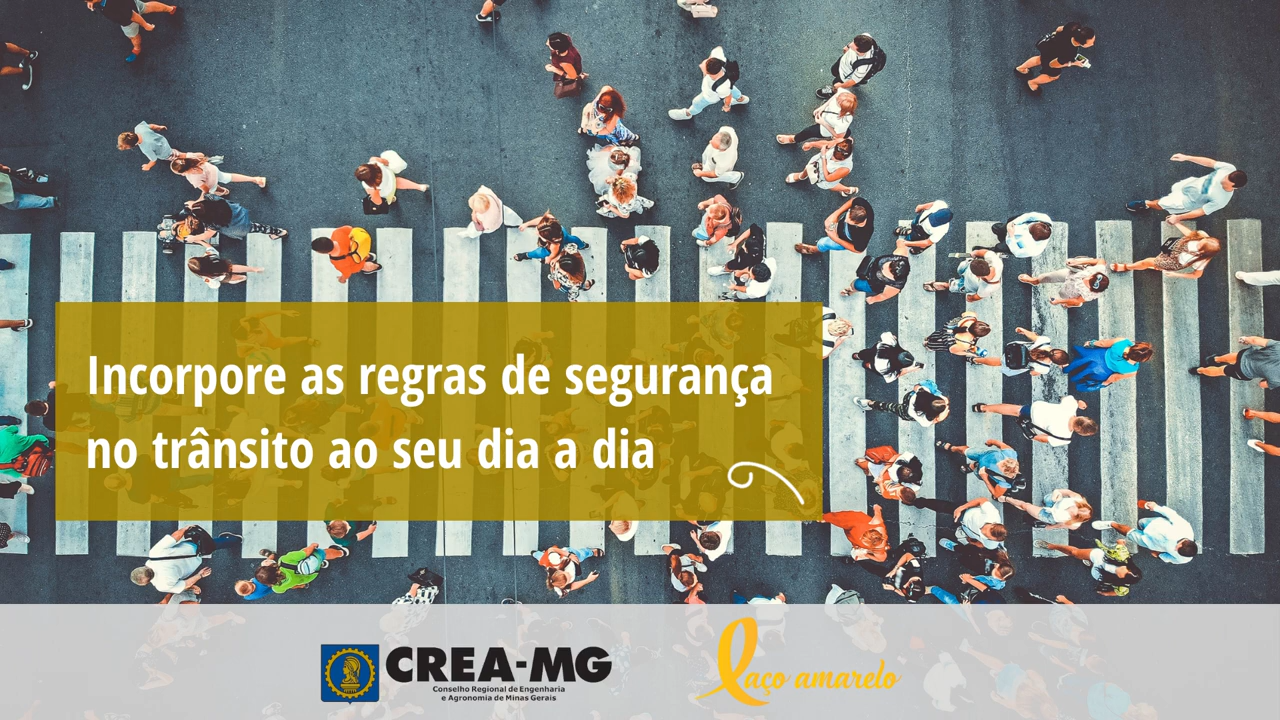 Incorpore as regras de segurança
no trânsito ao seu dia a dia
CREA-MG
Conselho Regional de Engenharia
e Agronomia de Minas Gerais
Laço amarelo